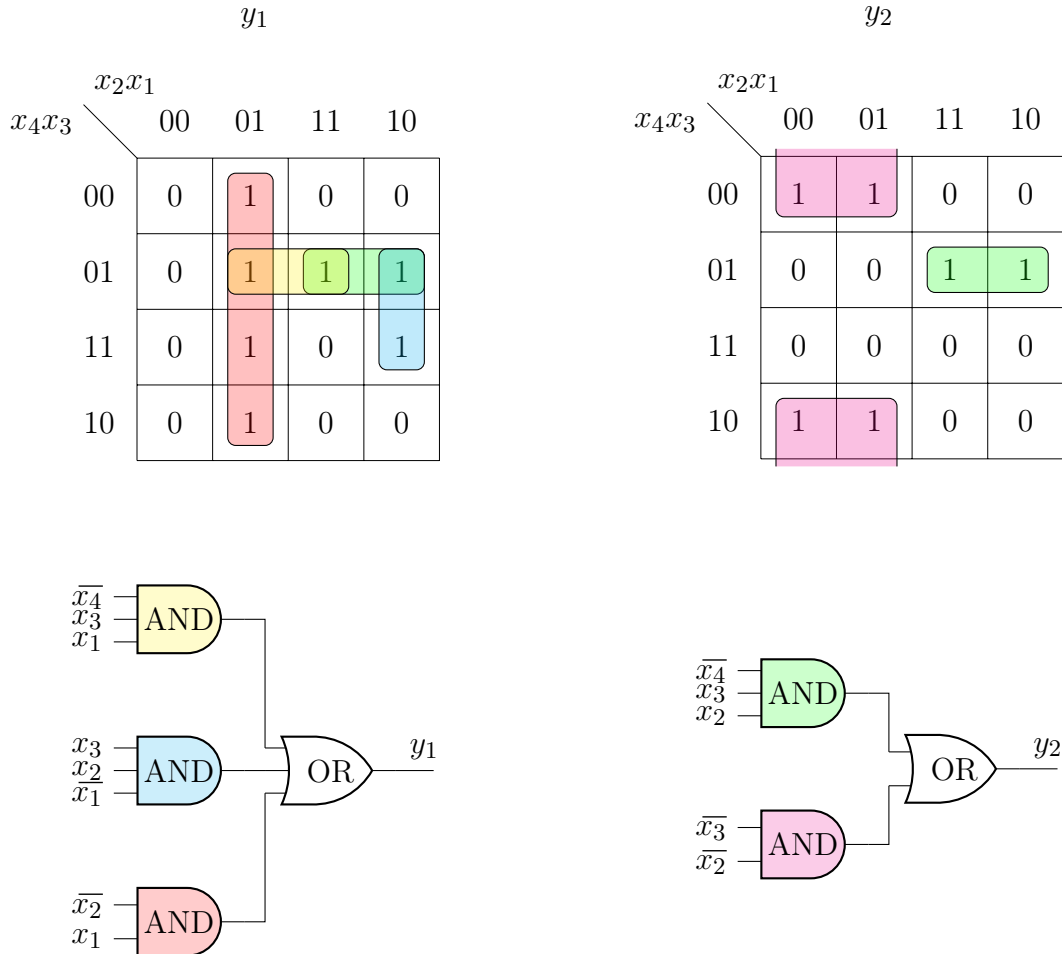 y₁ y₂
x₂x₁ x₂x₁
x₄x₃ 00 01 11 10 x₄x₃ 00 01 11 10
00 0 1 0 0 00 1 1 0 0
01 0 1 1 1 01 0 0 1 1
11 0 1 0 1 11 0 0 0 0
10 0 1 0 0 10 1 1 0 0
x̅₄
x₃ AND
x₁
x₃
x₂ AND OR y₁
x̅₁
x̅₂
AND
x₁
x̅₄
x₃ AND
x₂
OR y₂
x̅₃
AND
x̅₂